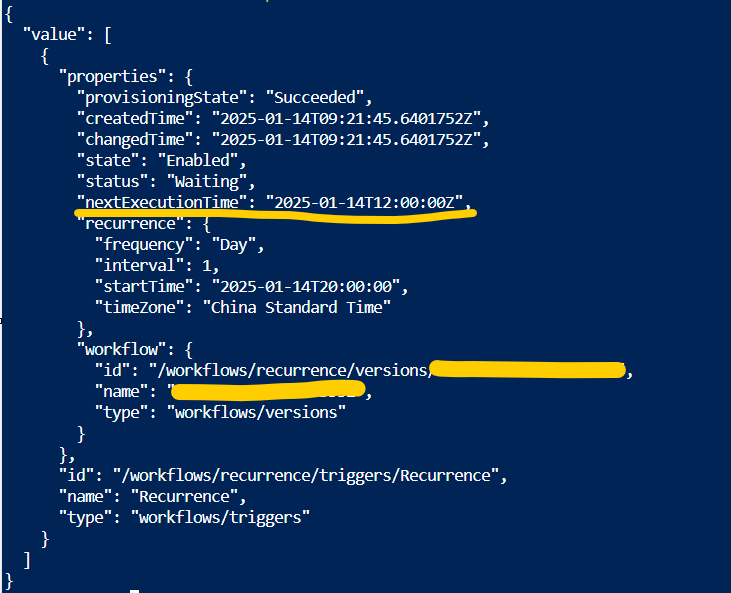 {
"value": [
{
"properties": {
"provisioningState": "Succeeded",
"createdTime": "2025-01-14T09:21:45.6401752Z",
"changedTime": "2025-01-14T09:21:45.6401752Z",
"state": "Enabled",
"status": "Waiting",
"nextExecutionTime": "2025-01-14T12:00:00Z",
"recurrence": {
"frequency": "Day",
"interval": 1,
"startTime": "2025-01-14T20:00:00",
"timeZone": "China Standard Time"
},
"workflow": {
"id": "/workflows/recurrence/versions/ ,
"name": " ,
"type": "workflows/versions"
}
},
"id": "/workflows/recurrence/triggers/Recurrence",
"name": "Recurrence",
"type": "workflows/triggers"
}
]
}